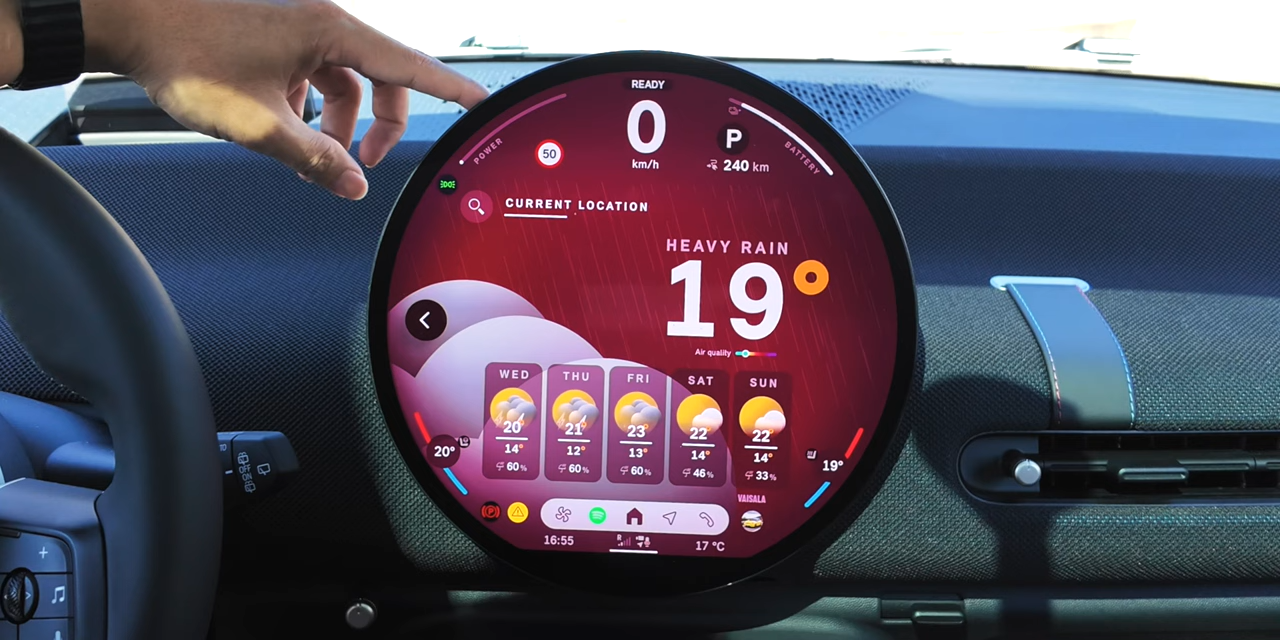 READY
0
km/h
POWER
50
P
240 km
BATTERY
CURRENT LOCATION
HEAVY RAIN
19°
Air quality
WED THU FRI SAT SUN
20° 21° 23° 22° 22°
14° 12° 13° 14° 14°
60% 60% 60% 46% 33%
20°
19°
VAISALA
16:55
R
17 °C
OFF